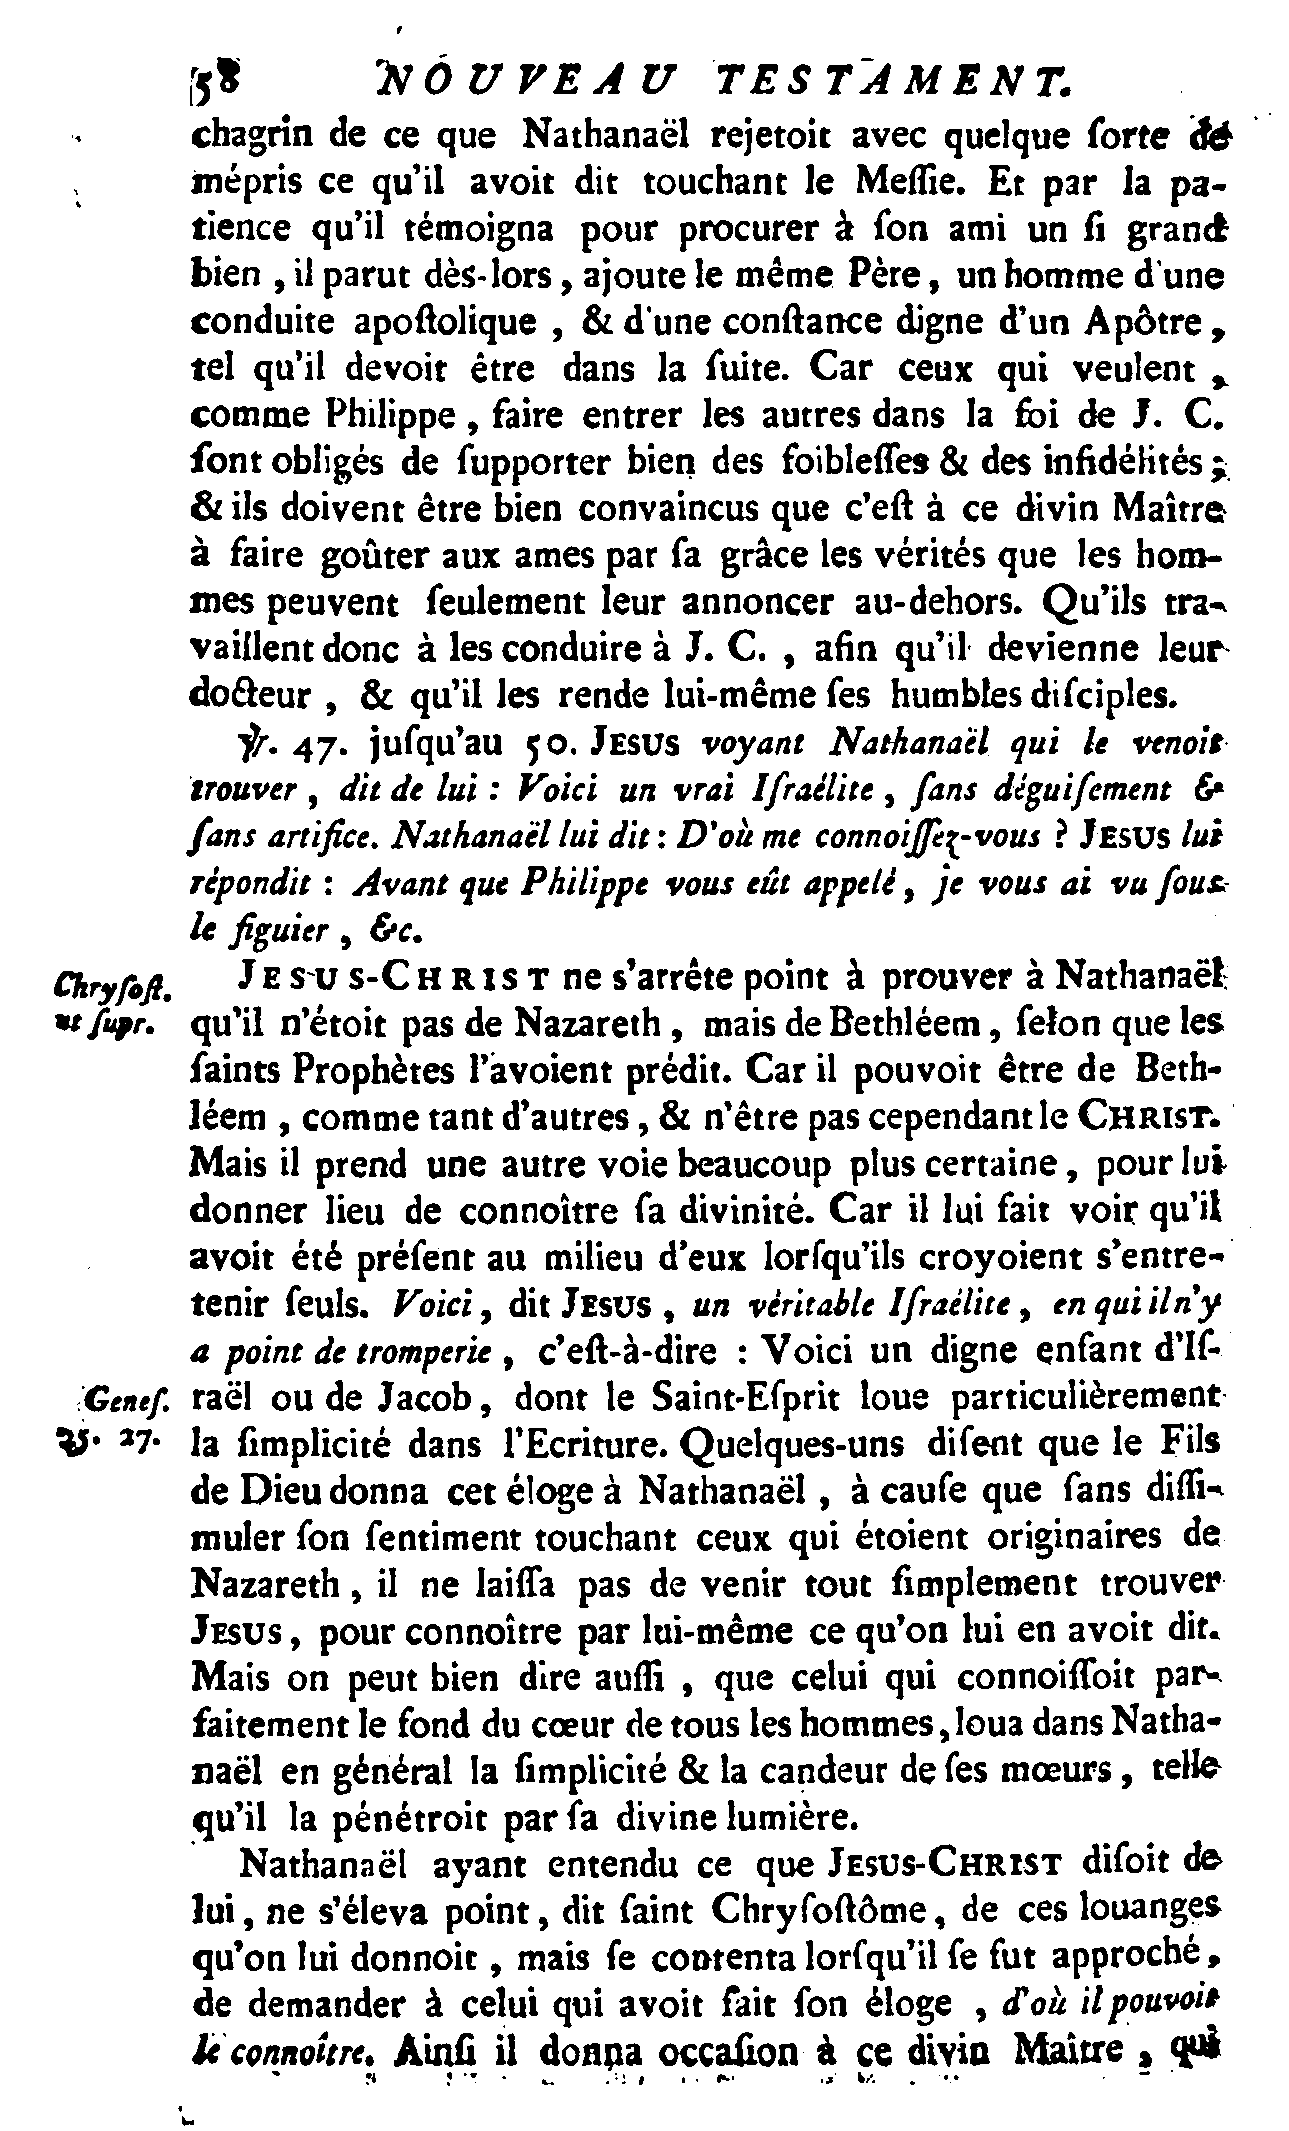 58 NOUVEAU TESTAMENT.
chagrin de ce que Nathanaël rejetoit avec quelque ſorte de
mépris ce qu'il avoit dit touchant le Meſſie. Et par la pa-
tience qu'il témoigna pour procurer à ſon ami un ſi grand
bien , il parut dès-lors , ajoute le même Père , un homme d'une
conduite apoſtolique , & d'une conſtance digne d'un Apôtre ,
tel qu'il devoit être dans la ſuite. Car ceux qui veulent ,
comme Philippe , faire entrer les autres dans la foi de J. C.
ſont obligés de ſupporter bien des foibleſſes & des infidélités ;
& ils doivent être bien convaincus que c'eſt à ce divin Maître
à faire goûter aux ames par ſa grâce les vérités que les hom-
mes peuvent ſeulement leur annoncer au-dehors. Qu'ils tra-
vaillent donc à les conduire à J. C. , afin qu'il devienne leur
docteur , & qu'il les rende lui-même ſes humbles diſciples.
℣. 47. juſqu'au 50. JESUS voyant Nathanaël qui le venoit
trouver , dit de lui : Voici un vrai Iſraélite , ſans déguiſement &
ſans artifice. Nathanaël lui dit : D'où me connoiſſez-vous ? JESUS lui
répondit : Avant que Philippe vous eût appelé , je vous ai vu ſous
le figuier , &c.
Chryſoſt.
ut ſupr.
JESUS-CHRIST ne s'arrête point à prouver à Nathanaël
qu'il n'étoit pas de Nazareth , mais de Bethléem , ſelon que les
ſaints Prophètes l'avoient prédit. Car il pouvoit être de Beth-
léem , comme tant d'autres , & n'être pas cependant le CHRIST.
Mais il prend une autre voie beaucoup plus certaine , pour lui
donner lieu de connoître ſa divinité. Car il lui fait voir qu'il
avoit été préſent au milieu d'eux lorſqu'ils croyoient s'entre-
tenir ſeuls. Voici , dit JESUS , un véritable Iſraélite , en qui il n'y
a point de tromperie , c'eſt-à-dire : Voici un digne enfant d'Iſ-
Geneſ.
25. 27.
raël ou de Jacob , dont le Saint-Eſprit loue particulièrement
la ſimplicité dans l'Ecriture. Quelques-uns diſent que le Fils
de Dieu donna cet éloge à Nathanaël , à cauſe que ſans diſſi-
muler ſon ſentiment touchant ceux qui étoient originaires de
Nazareth , il ne laiſſa pas de venir tout ſimplement trouver
JESUS , pour connoître par lui-même ce qu'on lui en avoit dit.
Mais on peut bien dire auſſi , que celui qui connoiſſoit par-
faitement le fond du cœur de tous les hommes , loua dans Natha-
naël en général la ſimplicité & la candeur de ſes mœurs , telle
qu'il la pénétroit par ſa divine lumière.
Nathanaël ayant entendu ce que JESUS-CHRIST diſoit de
lui , ne s'éleva point , dit ſaint Chryſoſtôme , de ces louanges
qu'on lui donnoit , mais ſe contenta lorſqu'il ſe fut approché ,
de demander à celui qui avoit fait ſon éloge , d'où il pouvoit
le connoître. Ainſi il donna occaſion à ce divin Maître , qui